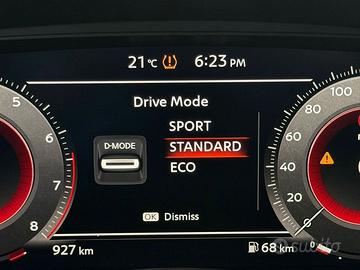 21°C 6:23 PM
Drive Mode
SPORT
D-MODE
STANDARD
ECO
OK Dismiss
5
6
7
8
100
80
60
40
20
0
927 km
68 km
subito